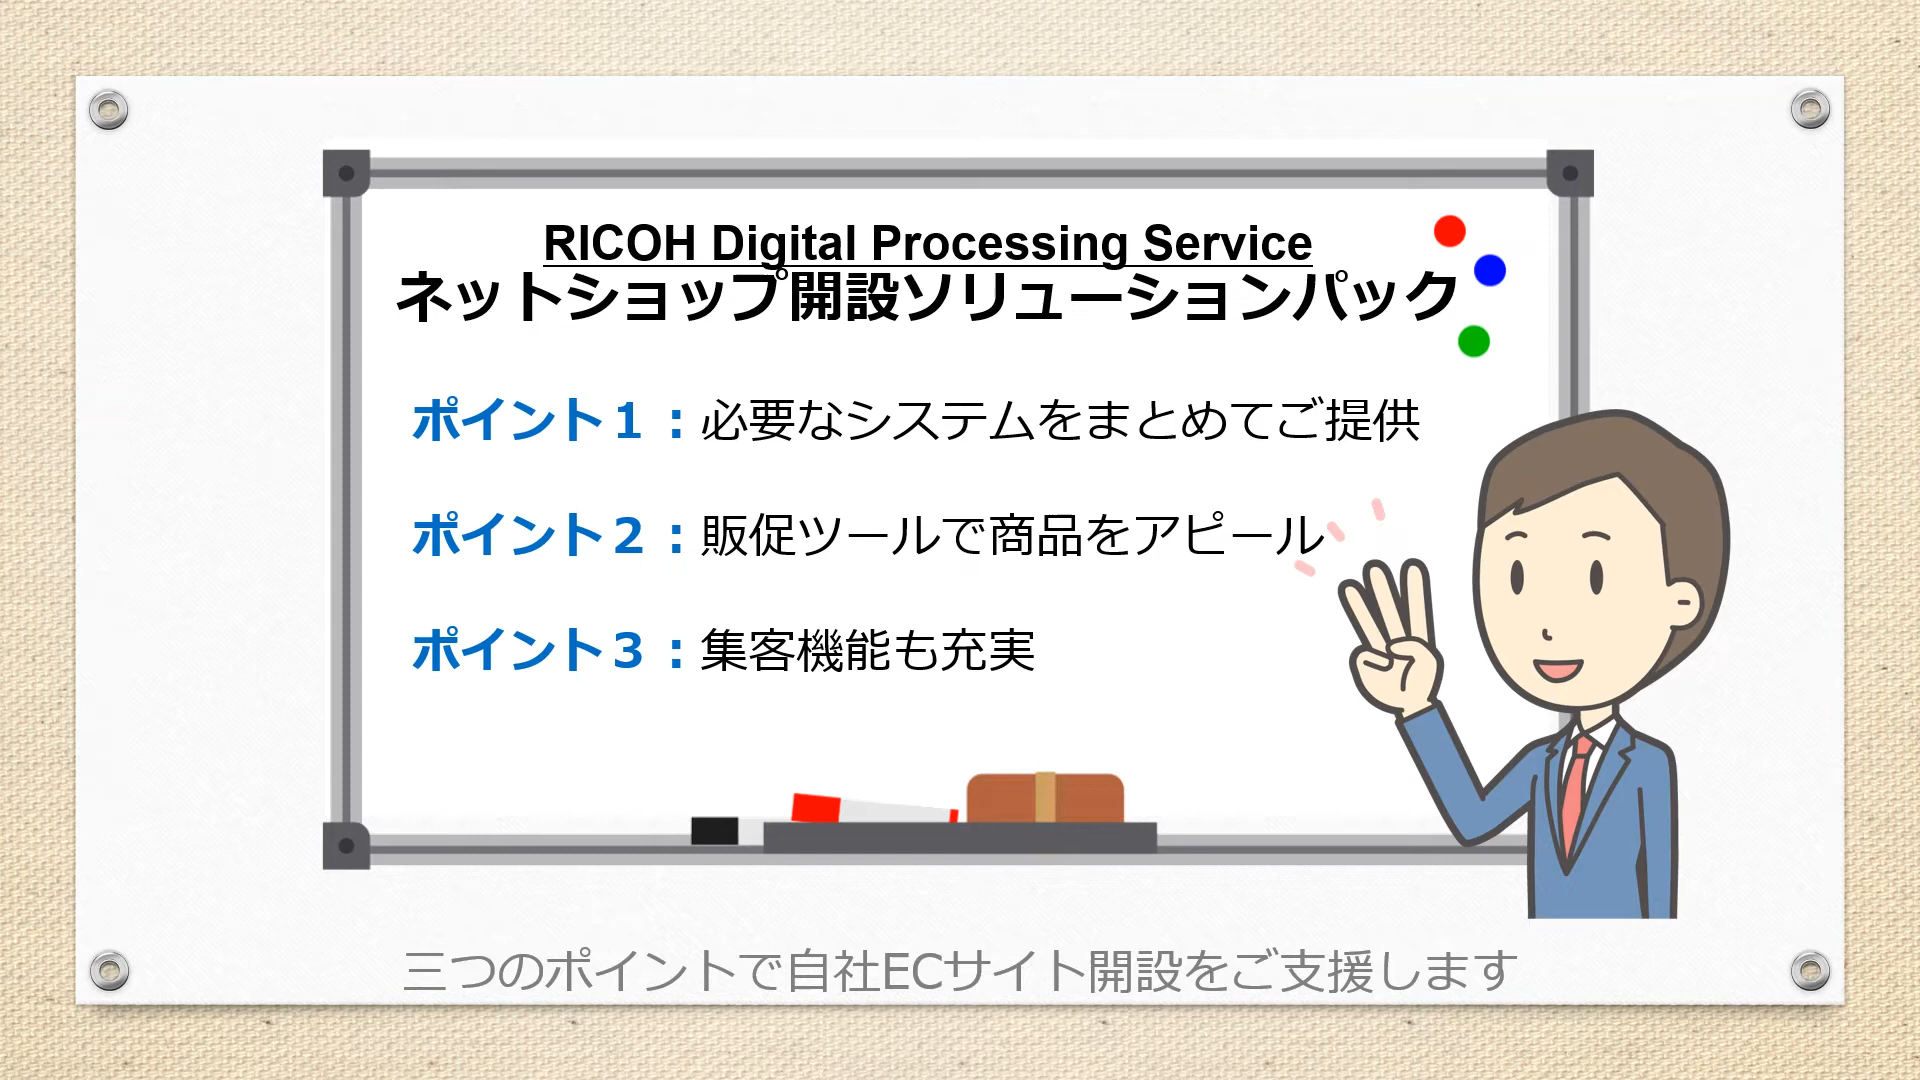 RICOH Digital Processing Service
ネットショップ開設ソリューションパック
ポイント１：必要なシステムをまとめてご提供
ポイント２：販促ツールで商品をアピール
ポイント３：集客機能も充実
三つのポイントで自社ECサイト開設をご支援します